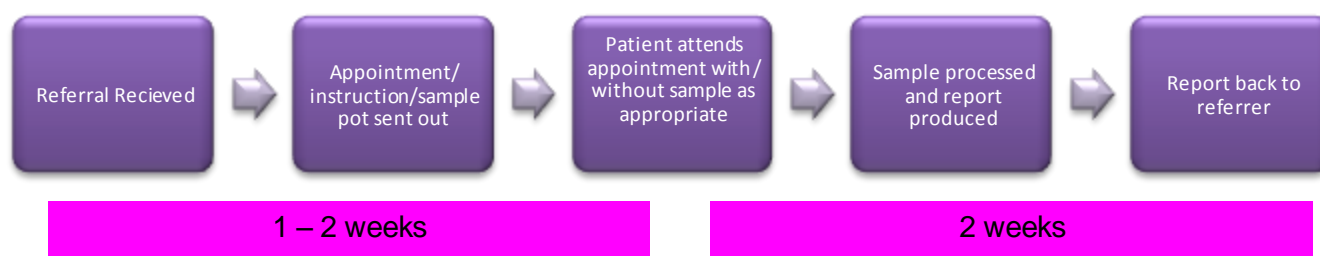 Referral Recieved
Appointment/
instruction/sample
pot sent out
Patient attends
appointment with/
without sample as
appropriate
Sample processed
and report
produced
Report back to
referrer
1 – 2 weeks
2 weeks